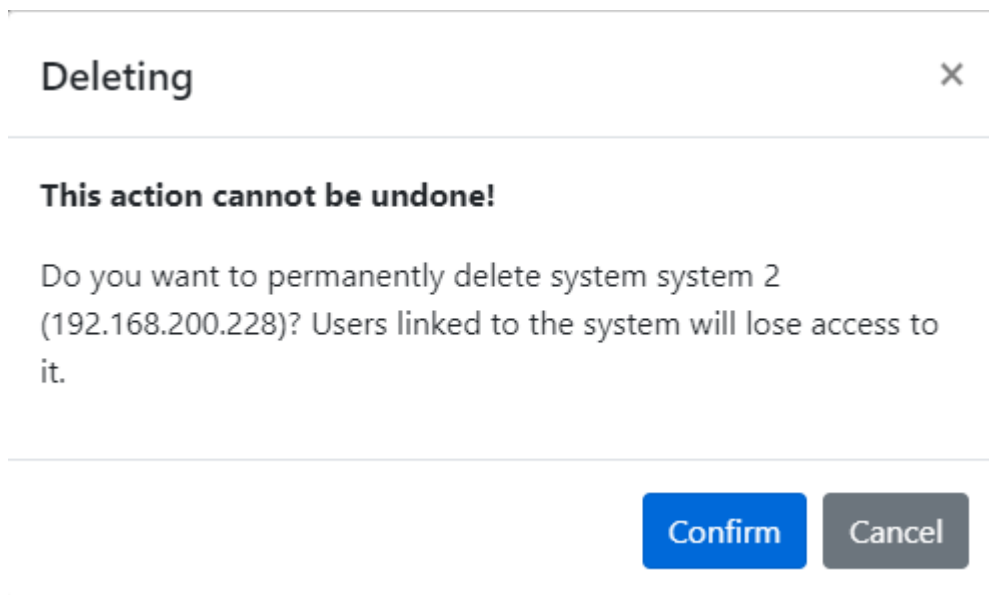 Deleting ×
This action cannot be undone!
Do you want to permanently delete system system 2
(192.168.200.228)? Users linked to the system will lose access to
it.
Confirm Cancel